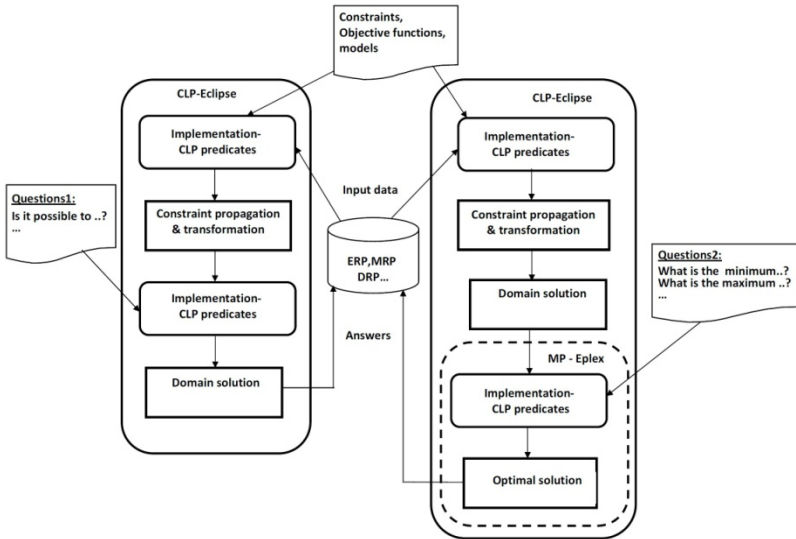 Constraints,
Objective functions,
models
CLP-Eclipse
Implementation-
CLP predicates
Questions1:
Is it possible to ..?
...
Constraint propagation
& transformation
Implementation-
CLP predicates
Domain solution
Input data
ERP,MRP
DRP...
Answers
CLP-Eclipse
Implementation-
CLP predicates
Constraint propagation
& transformation
Domain solution
Questions2:
What is the minimum..?
What is the maximum ..?
...
MP - Eplex
Implementation-
CLP predicates
Optimal solution